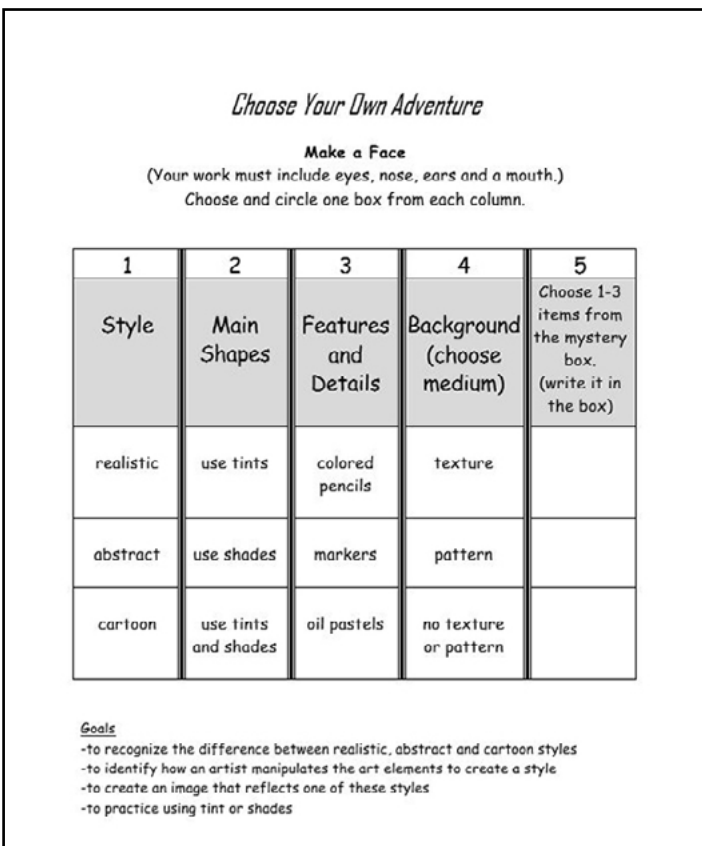 Choose Your Own Adventure
Make a Face
(Your work must include eyes, nose, ears and a mouth.)
Choose and circle one box from each column.
1 2 3 4 5
Style
Main
Shapes
Features
and
Details
Background
(choose
medium)
Choose 1-3
items from
the mystery
box.
(write it in
the box)
realistic
use tints
colored
pencils
texture
abstract
use shades
markers
pattern
cartoon
use tints
and shades
oil pastels
no texture
or pattern
Goals
-to recognize the difference between realistic, abstract and cartoon styles
-to identify how an artist manipulates the art elements to create a style
-to create an image that reflects one of these styles
-to practice using tint or shades